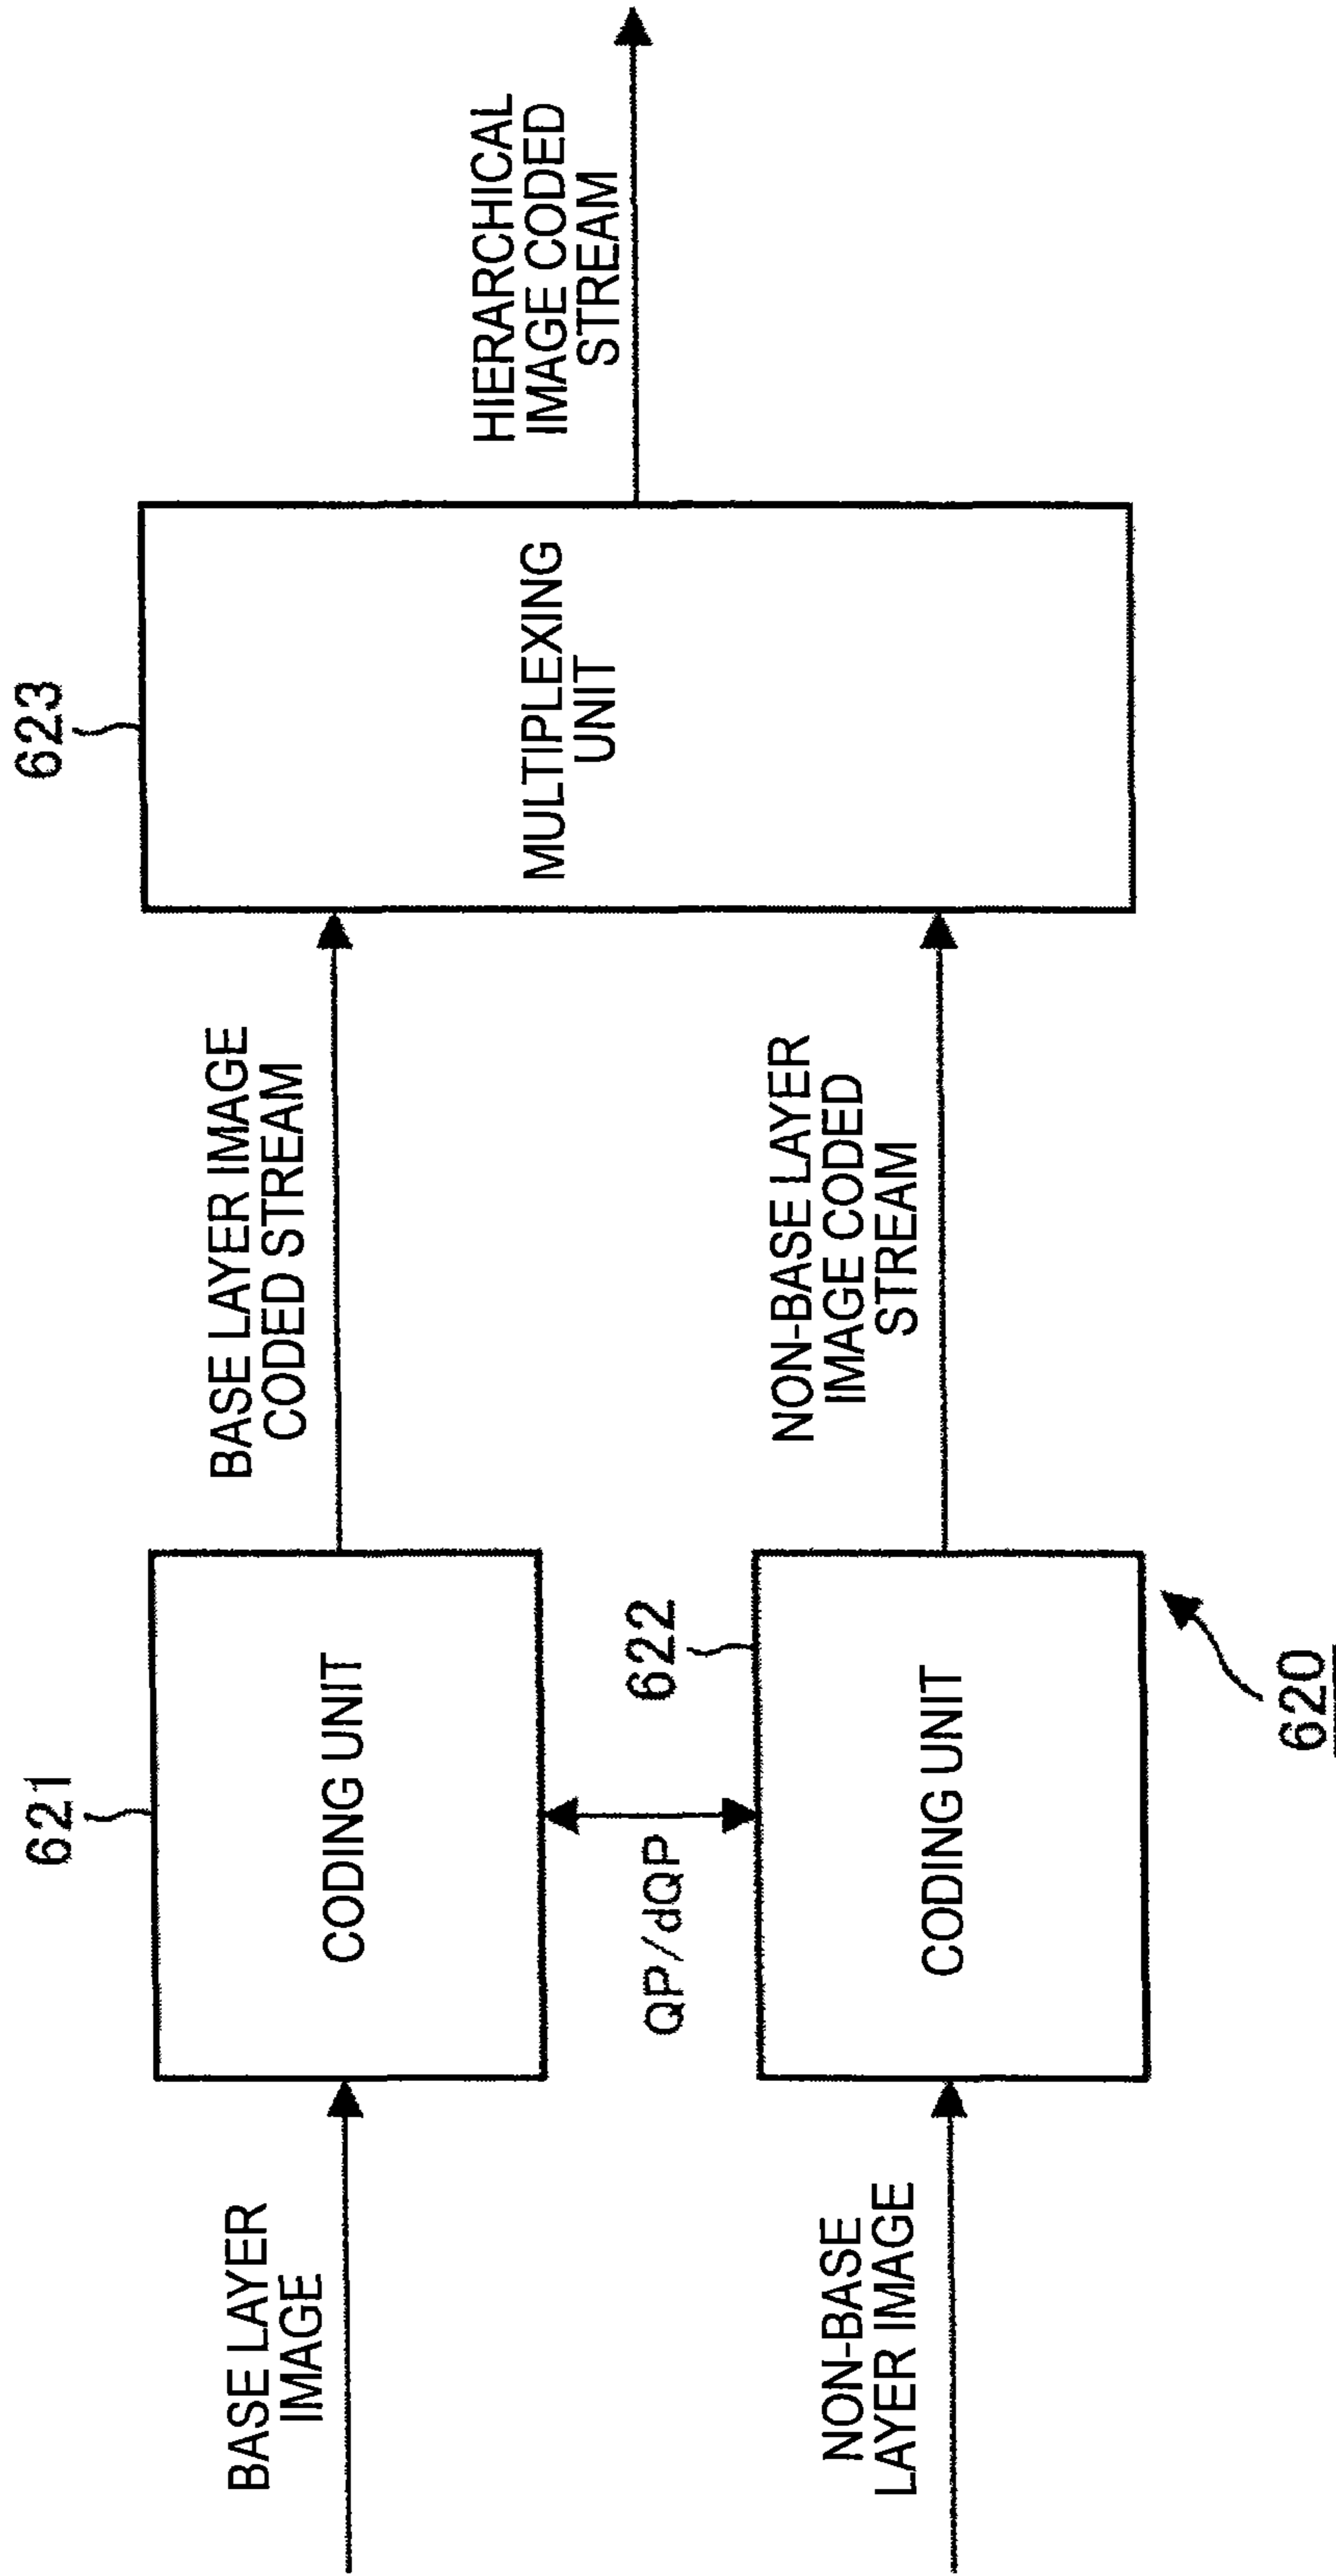 BASE LAYER
IMAGE
621
CODING UNIT
BASE LAYER IMAGE
CODED STREAM
QP/dQP
NON-BASE
LAYER IMAGE
622
CODING UNIT
620
NON-BASE LAYER
IMAGE CODED
STREAM
623
MULTIPLEXING
UNIT
HIERARCHICAL
IMAGE CODED
STREAM